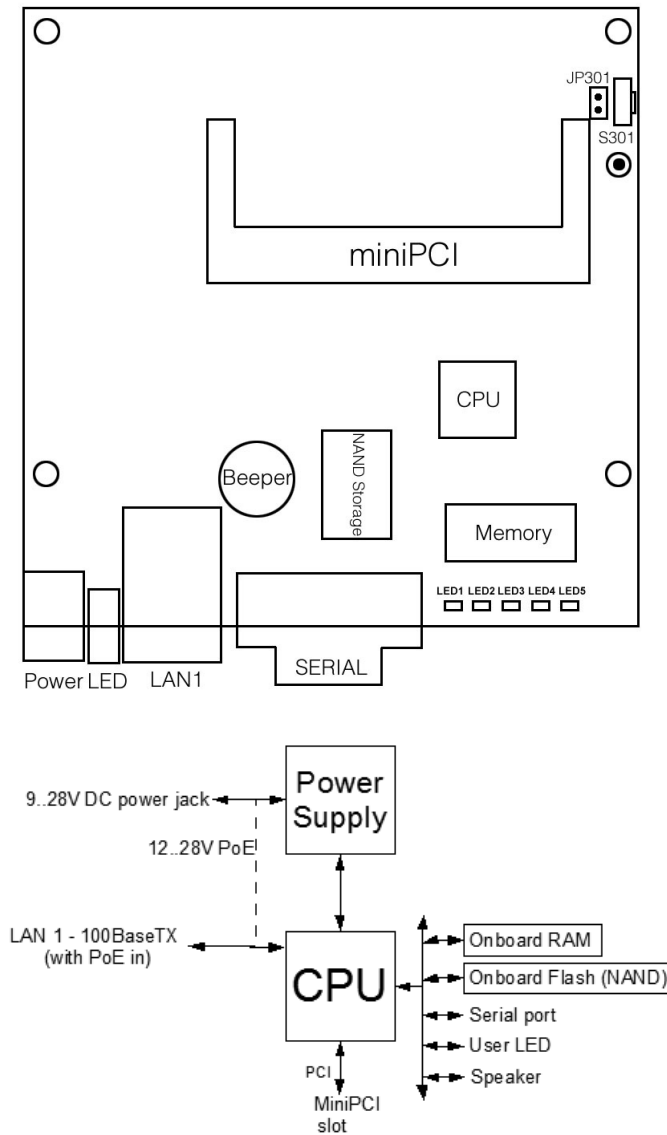 JP301
S301
miniPCI
CPU
NAND Storage
Beeper
Memory
LED1 LED2 LED3 LED4 LED5
Power LED LAN1 SERIAL
9..28V DC power jack
Power
Supply
12..28V PoE
LAN 1 - 100BaseTX
(with PoE in)
CPU
Onboard RAM
Onboard Flash (NAND)
Serial port
User LED
Speaker
PCI
MiniPCI
slot